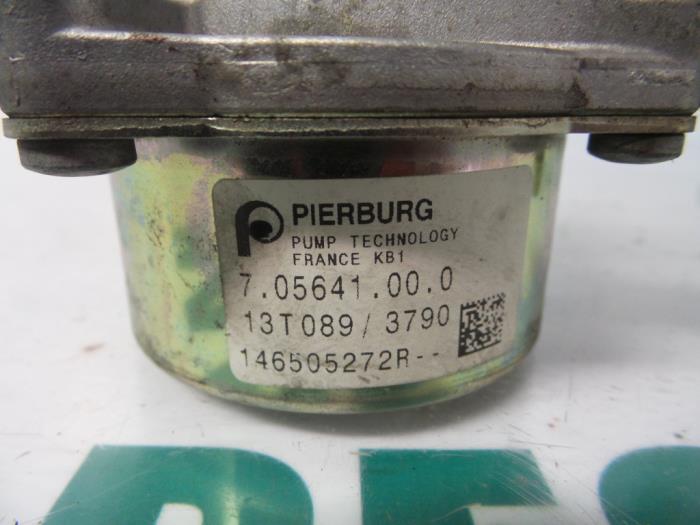 PIERBURG
PUMP TECHNOLOGY
FRANCE KB1
7.05641.00.0
13T089/3790
146505272R--